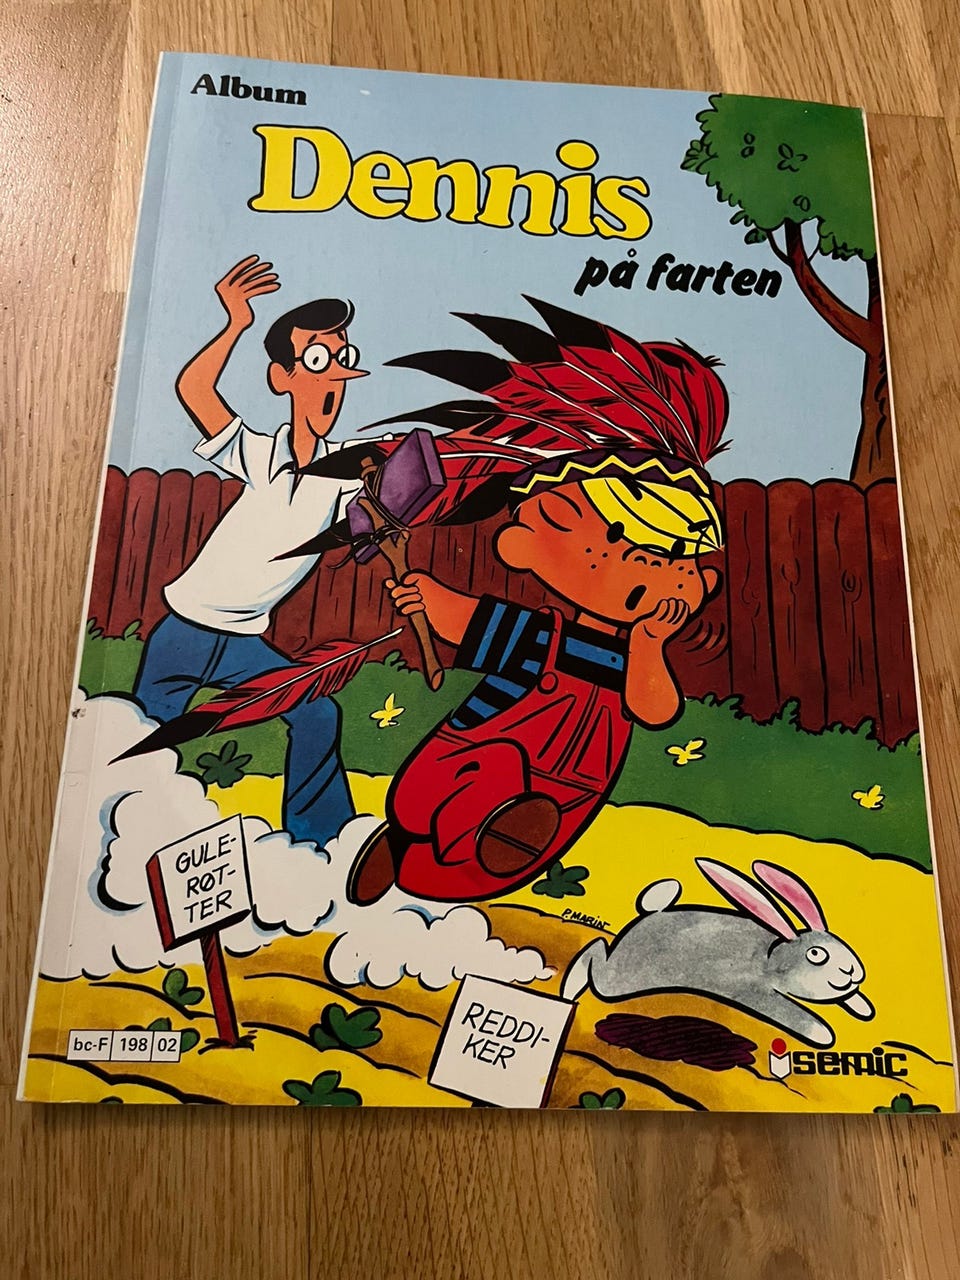 Album
Dennis
på farten
GULE-
RØT-
TER
P. MARIN
REDDI-
KER
bc-F 198 02
semic